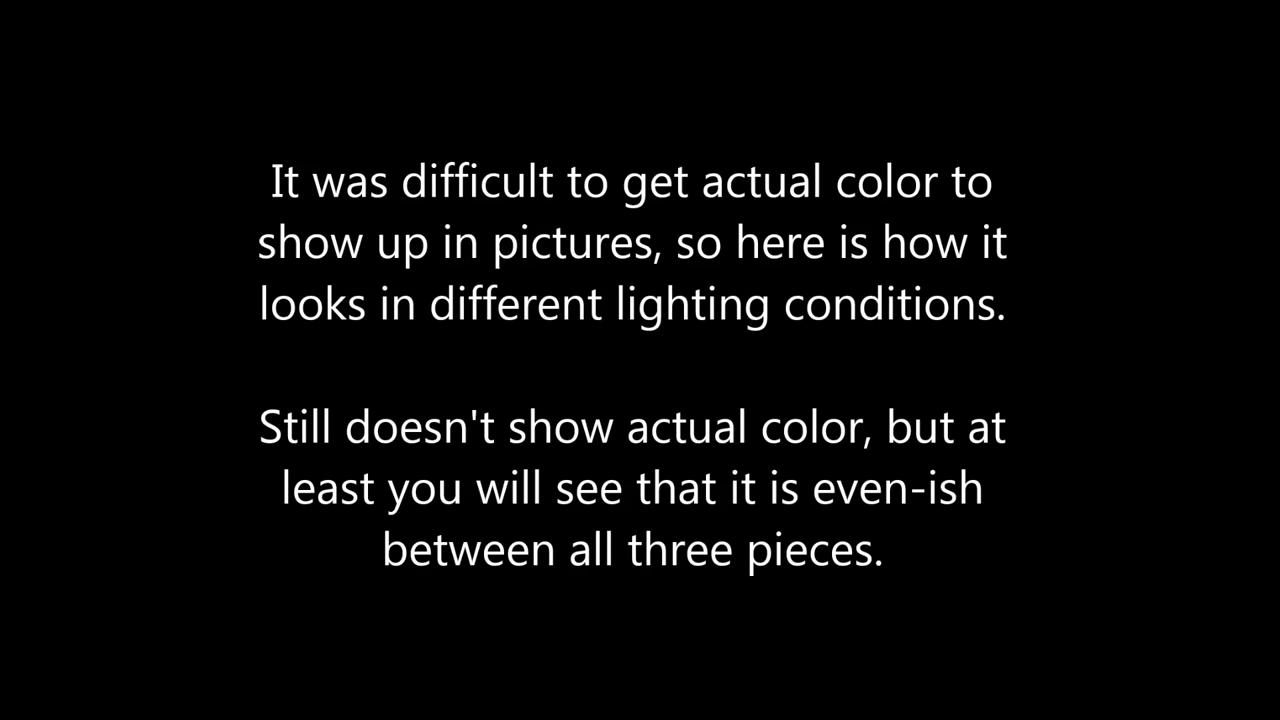 It was difficult to get actual color to
show up in pictures, so here is how it
looks in different lighting conditions.
Still doesn't show actual color, but at
least you will see that it is even-ish
between all three pieces.